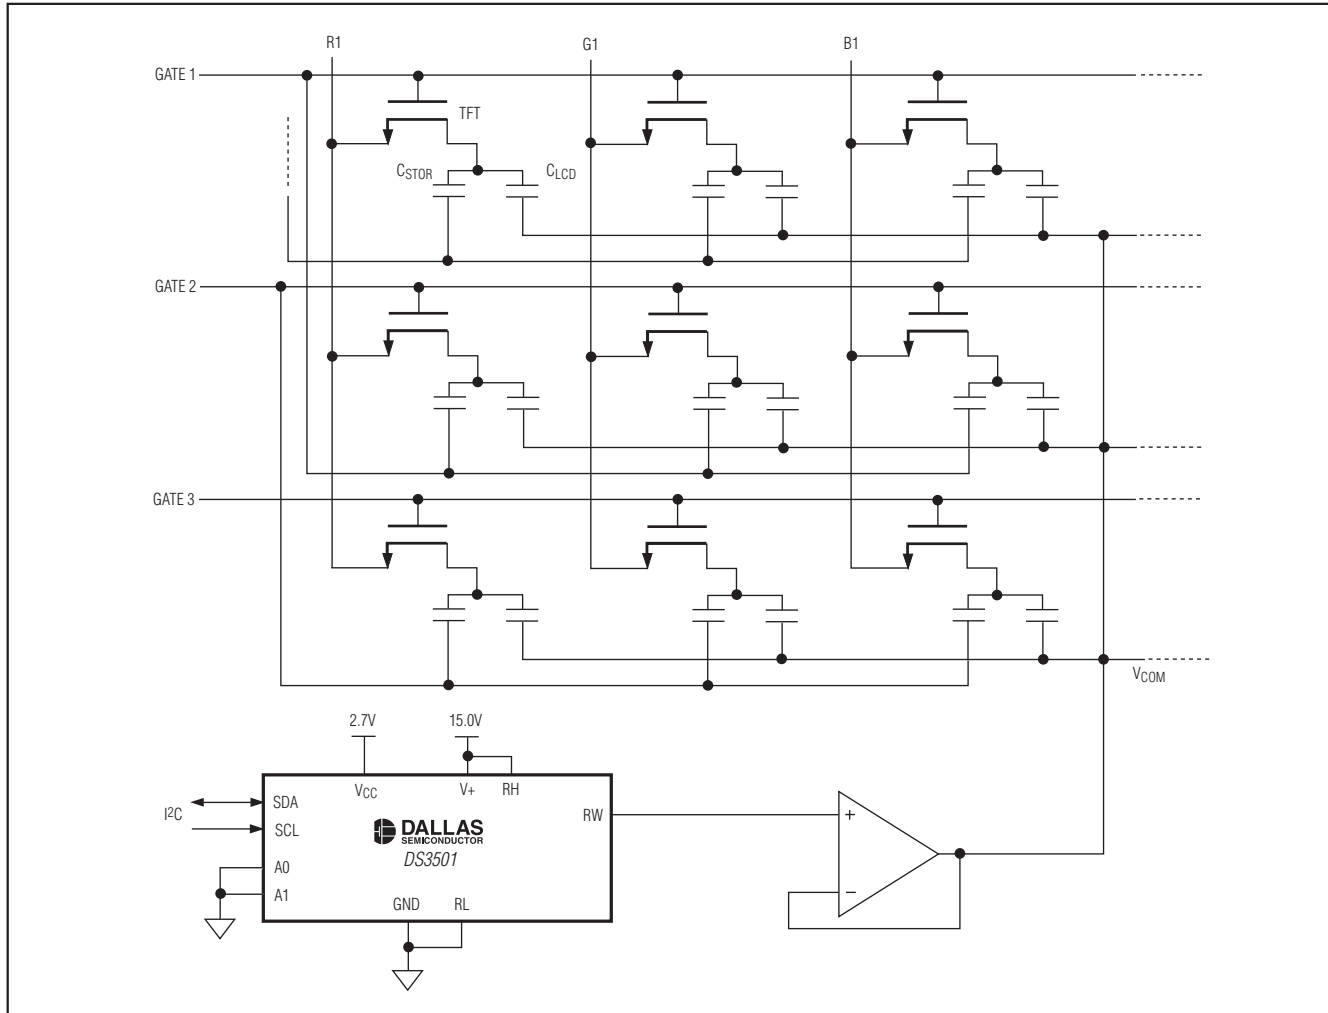 R1
G1
B1
GATE 1
TFT
CSTOR
CLCD
GATE 2
GATE 3
VCOM
2.7V
15.0V
VCC
V+
RH
I2C
SDA
SCL
RW
DALLAS
SEMICONDUCTOR
DS3501
A0
A1
GND
RL
+
−